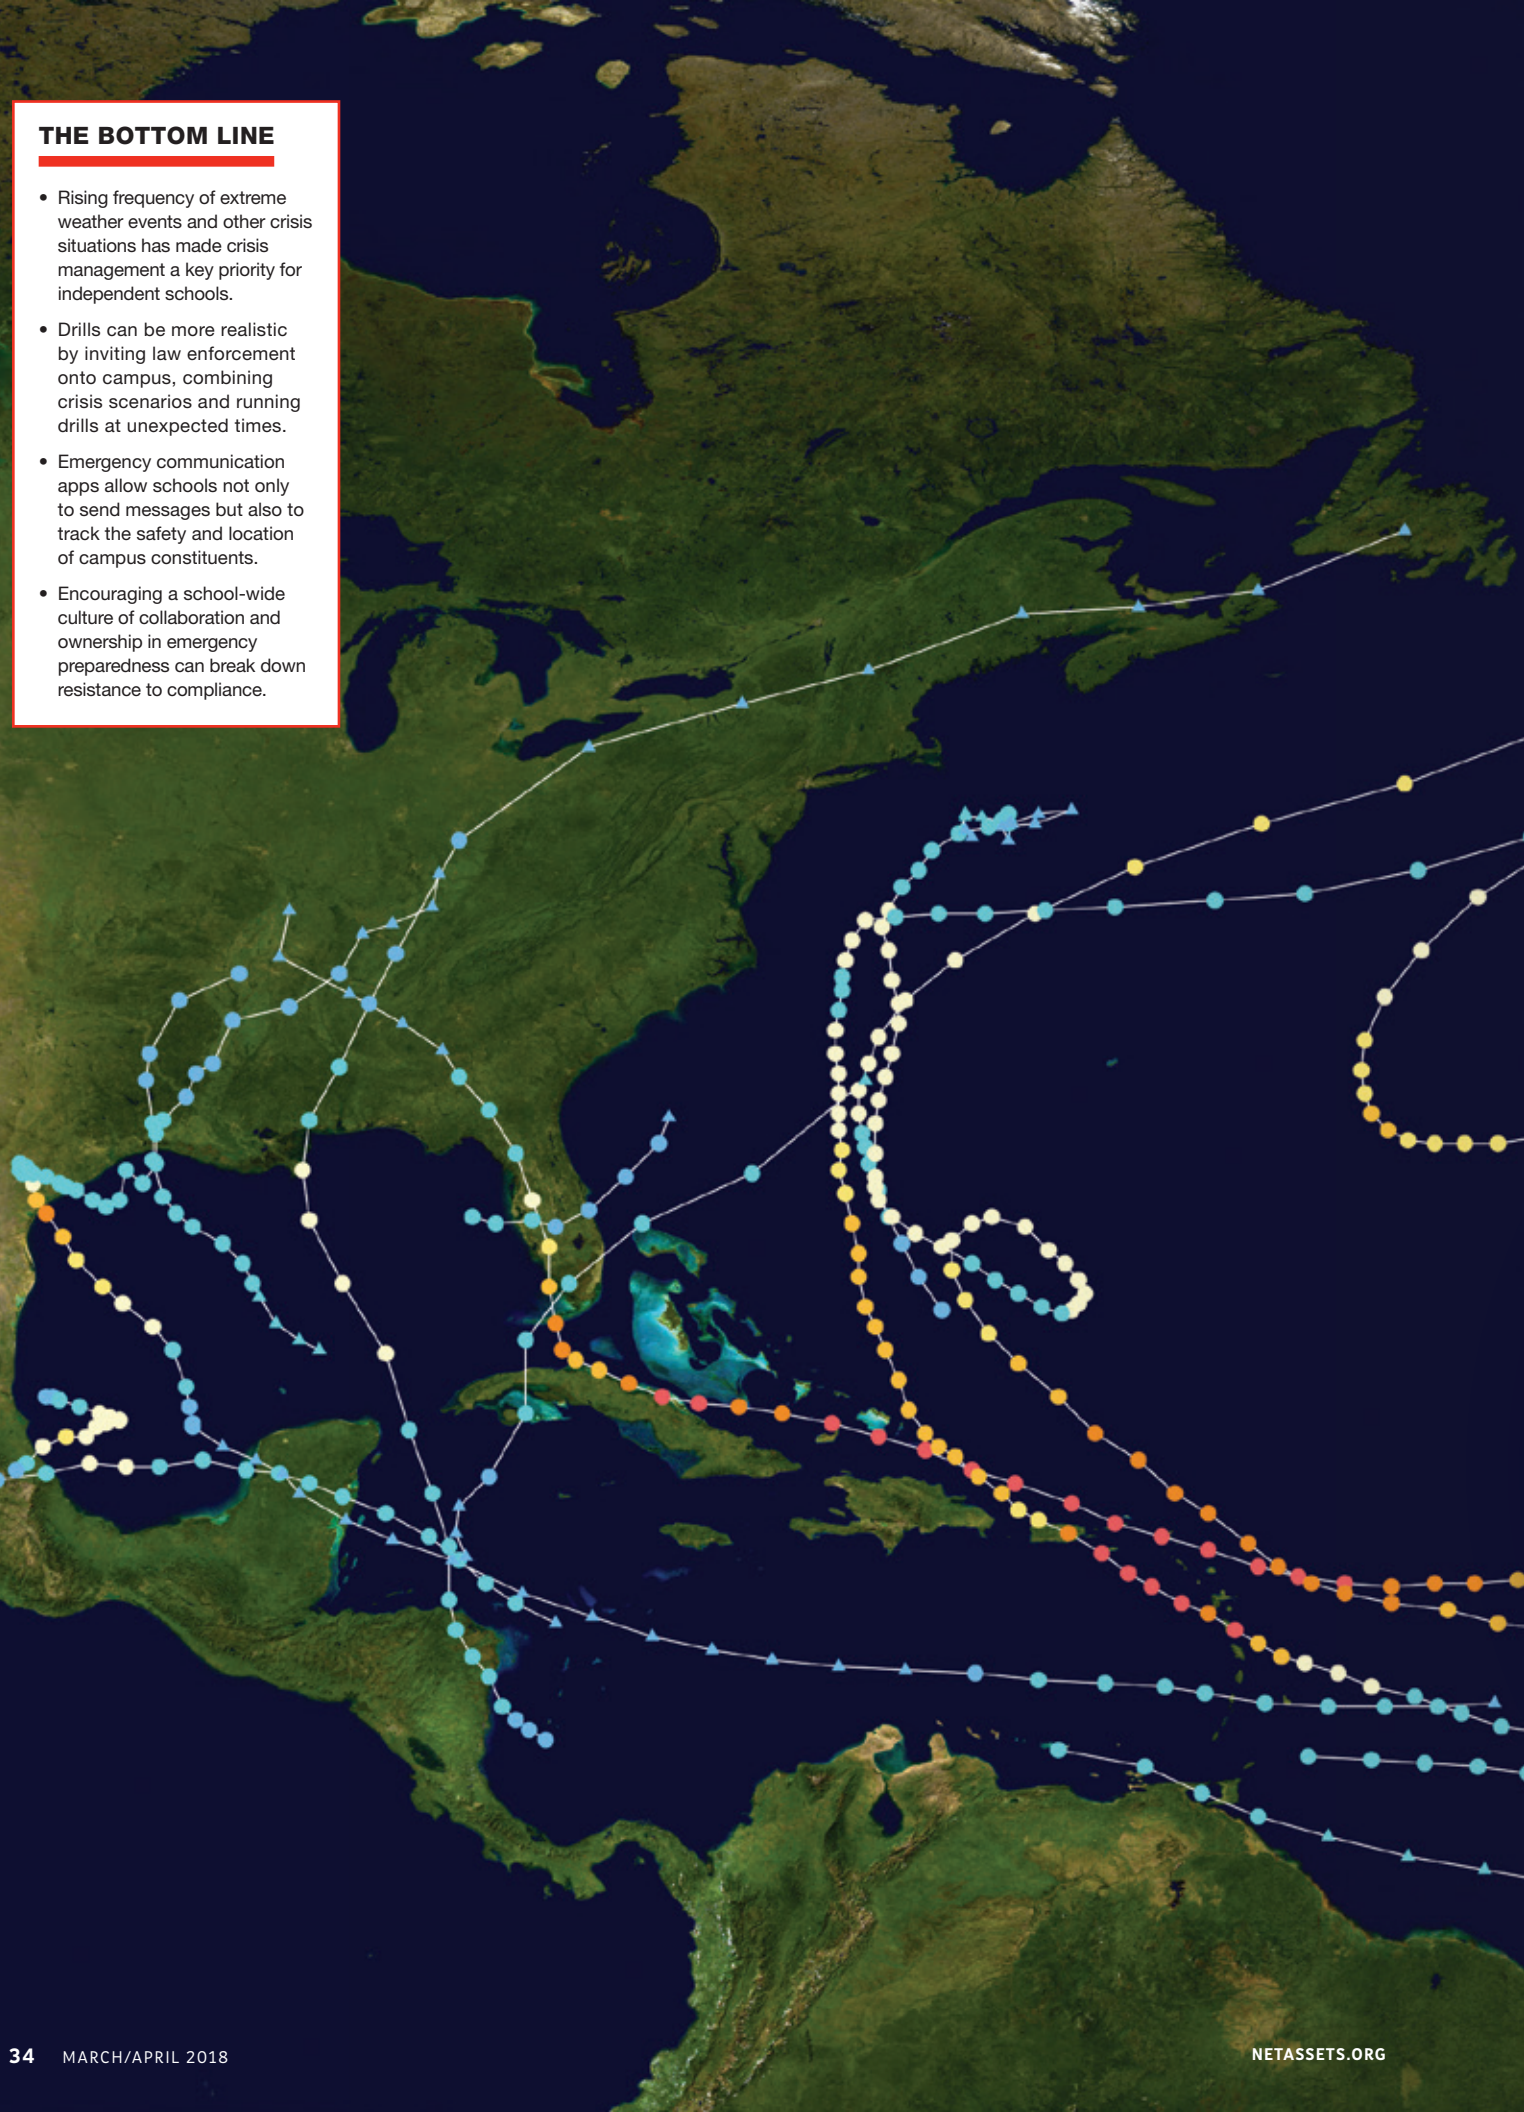 THE BOTTOM LINE
• Rising frequency of extreme
weather events and other crisis
situations has made crisis
management a key priority for
independent schools.
• Drills can be more realistic
by inviting law enforcement
onto campus, combining
crisis scenarios and running
drills at unexpected times.
• Emergency communication
apps allow schools not only
to send messages but also to
track the safety and location
of campus constituents.
• Encouraging a school-wide
culture of collaboration and
ownership in emergency
preparedness can break down
resistance to compliance.
34 MARCH/APRIL 2018
NETASSETS.ORG